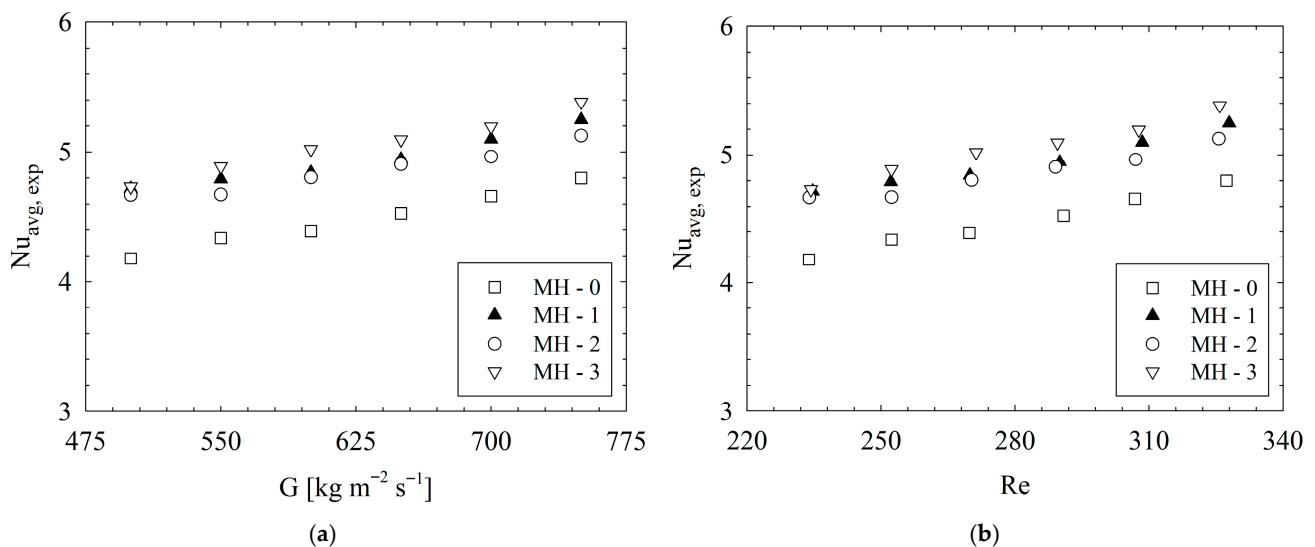 6
5
4
3
Nu_avg, exp
475
550
625
700
775
G [kg m⁻² s⁻¹]
MH - 0
MH - 1
MH - 2
MH - 3
(a)
6
5
4
3
Nu_avg, exp
220
250
280
310
340
Re
MH - 0
MH - 1
MH - 2
MH - 3
(b)